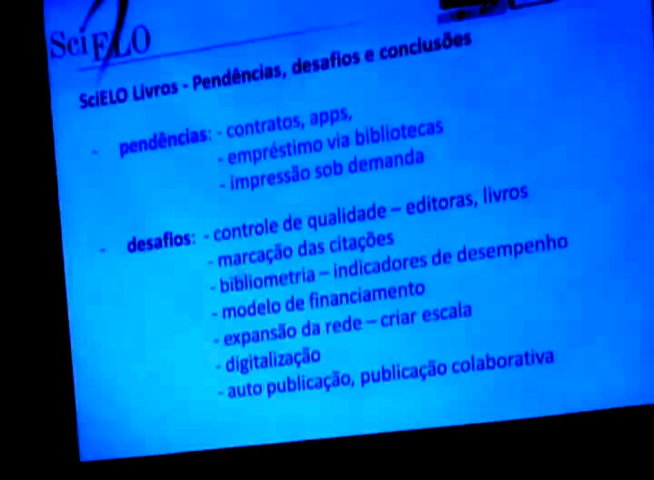 SciELO
SciELO Livros - Pendências, desafios e conclusões
- pendências: - contratos, apps,
- empréstimo via bibliotecas
- impressão sob demanda
- desafios: - controle de qualidade – editoras, livros
- marcação das citações
- bibliometria – indicadores de desempenho
- modelo de financiamento
- expansão da rede – criar escala
- digitalização
- auto publicação, publicação colaborativa